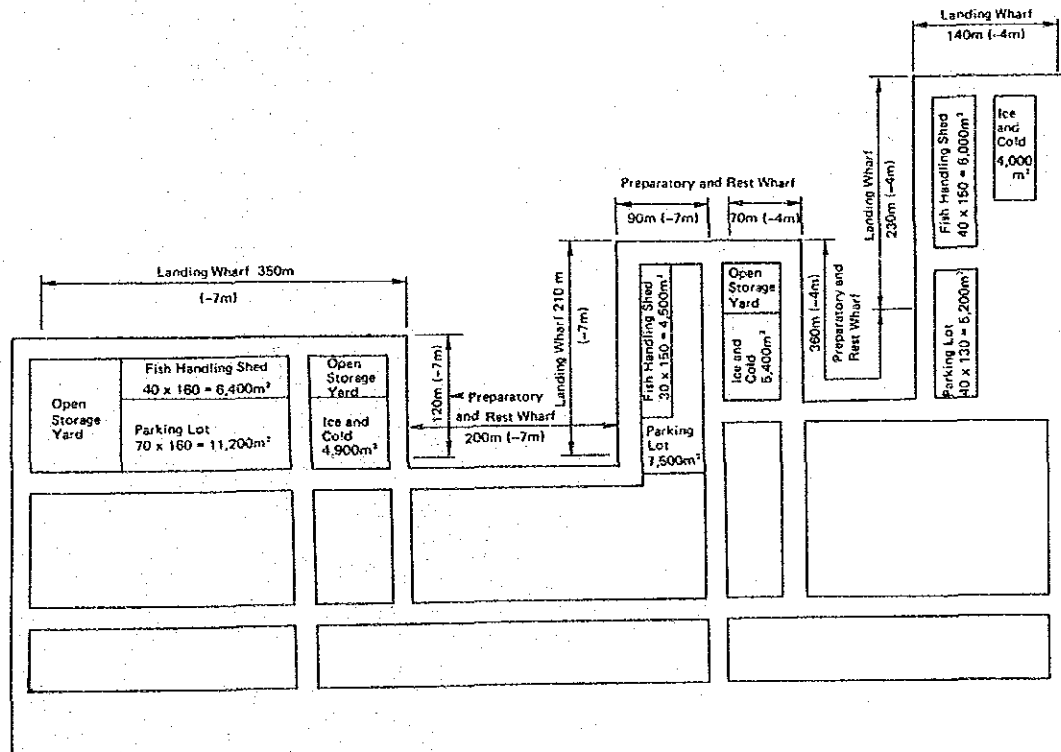 Landing Wharf
140m (-4m)
Landing Wharf
230m (-4m)
Fish Handling Shed
40 x 150 = 6,000m²
Ice
and
Cold
4,000
m²
Preparatory and Rest Wharf
90m (-7m)
70m (-4m)
Landing Wharf 350m
(-7m)
Landing Wharf 210 m
(-7m)
Fish Handling Shed
30 x 150 = 4,500m²
Open
Storage
Yard
Ice and
Cold
5,400m²
360m (-4m)
Preparatory and
Rest Wharf
Parking Lot
40 x 130 = 5,200m²
Open
Storage
Yard
Fish Handling Shed
40 x 160 = 6,400m²
Parking Lot
70 x 160 = 11,200m²
Open
Storage
Yard
Ice and
Cold
4,900m²
120m (-7m)
Preparatory
and Rest Wharf
200m (-7m)
Parking
Lot
7,500m²